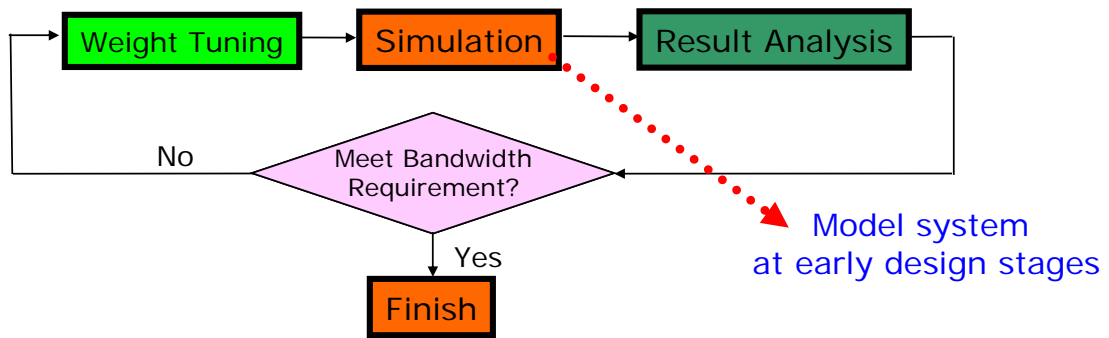 Weight Tuning
Simulation
Result Analysis
No
Meet Bandwidth
Requirement?
Yes
Finish
Model system
at early design stages